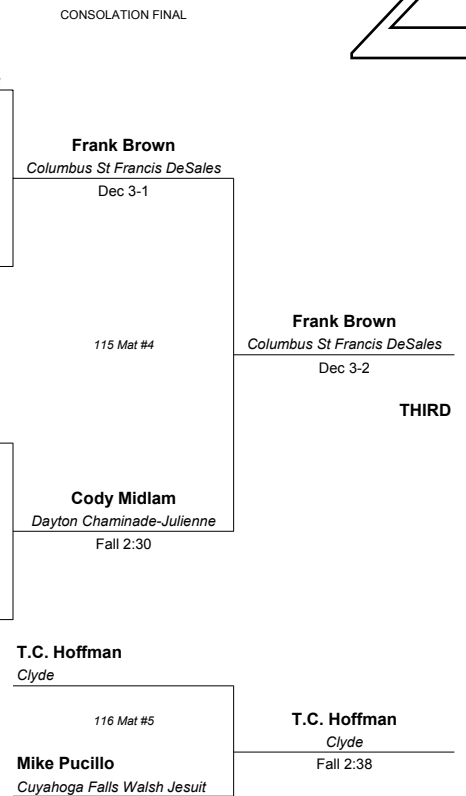 CONSOLATION FINAL
Frank Brown
Columbus St Francis DeSales
Dec 3-1
115 Mat #4
Frank Brown
Columbus St Francis DeSales
Dec 3-2
THIRD
Cody Midlam
Dayton Chaminade-Julienne
Fall 2:30
T.C. Hoffman
Clyde
116 Mat #5
T.C. Hoffman
Clyde
Fall 2:38
Mike Pucillo
Cuyahoga Falls Walsh Jesuit